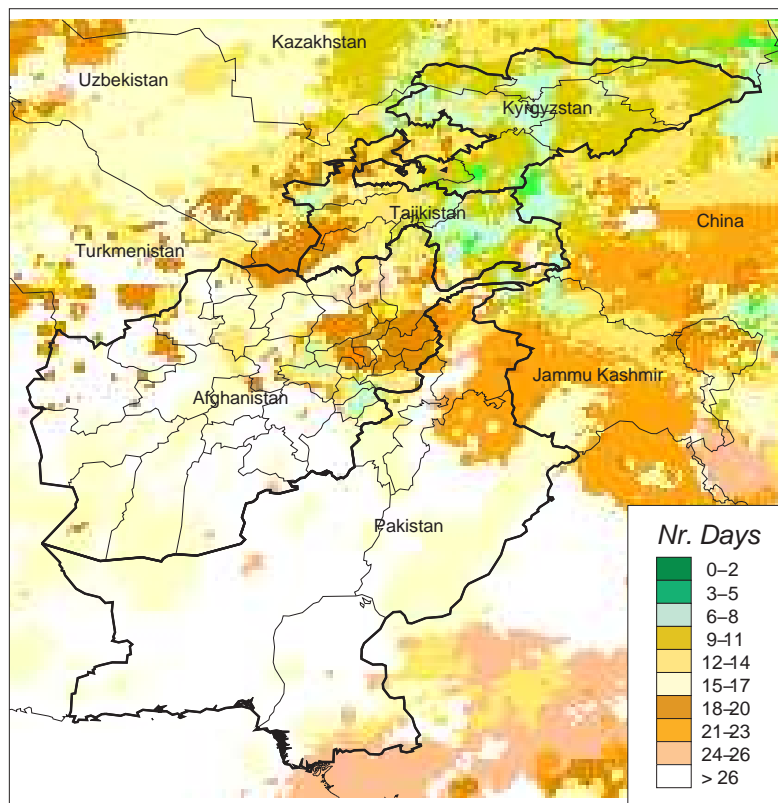 Kazakhstan
Uzbekistan
Kyrgyzstan
Tajikistan
China
Turkmenistan
Jammu Kashmir
Afghanistan
Pakistan
Nr. Days
0–2
3–5
6–8
9–11
12–14
15–17
18–20
21–23
24–26
> 26